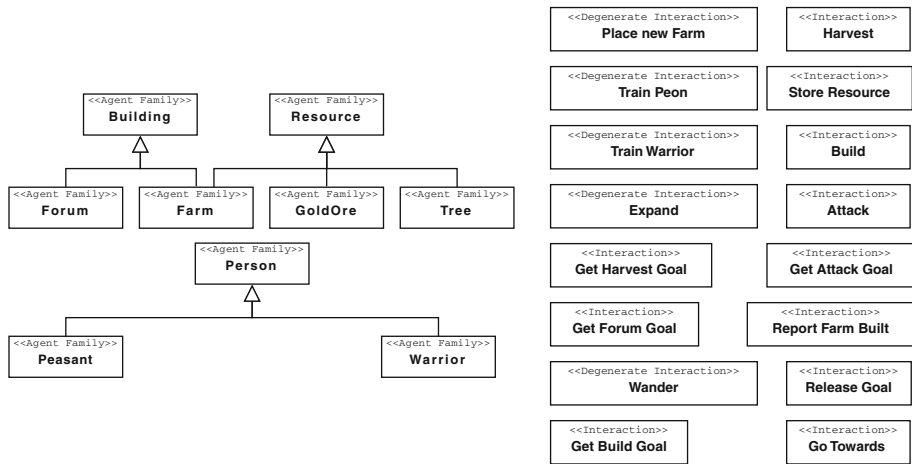 <<Agent Family>>
Building
<<Agent Family>>
Resource
<<Agent Family>>
Forum
<<Agent Family>>
Farm
<<Agent Family>>
GoldOre
<<Agent Family>>
Tree
<<Agent Family>>
Person
<<Agent Family>>
Peasant
<<Agent Family>>
Warrior
<<Degenerate Interaction>>
Place new Farm
<<Interaction>>
Harvest
<<Degenerate Interaction>>
Train Peon
<<Interaction>>
Store Resource
<<Degenerate Interaction>>
Train Warrior
<<Interaction>>
Build
<<Degenerate Interaction>>
Expand
<<Interaction>>
Attack
<<Interaction>>
Get Harvest Goal
<<Interaction>>
Get Attack Goal
<<Interaction>>
Get Forum Goal
<<Interaction>>
Report Farm Built
<<Degenerate Interaction>>
Wander
<<Interaction>>
Release Goal
<<Interaction>>
Get Build Goal
<<Interaction>>
Go Towards